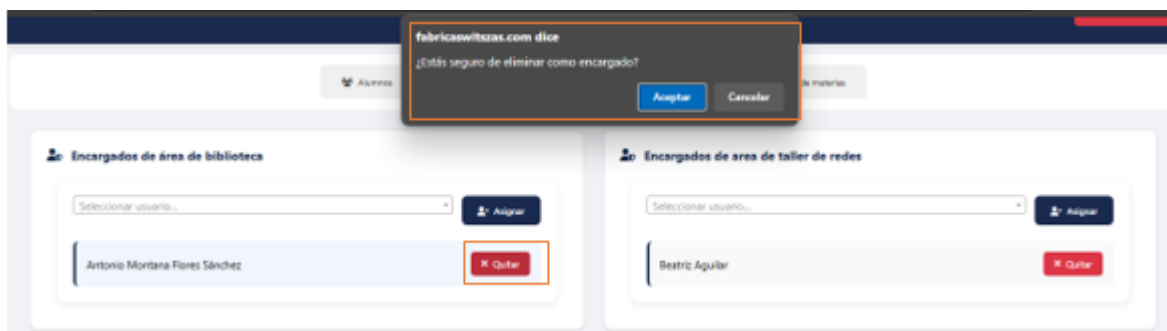 fabricaswitszas.com dice
¿Estás seguro de eliminar como encargado?
Aceptar Cancelar
Alumnos
de materias
Encargados de área de biblioteca
Encargados de area de taller de redes
Seleccionar usuario...
Asignar
Seleccionar usuario...
Asignar
Antonio Montana Flores Sánchez
Quitar
Beatriz Aguilar
Quitar